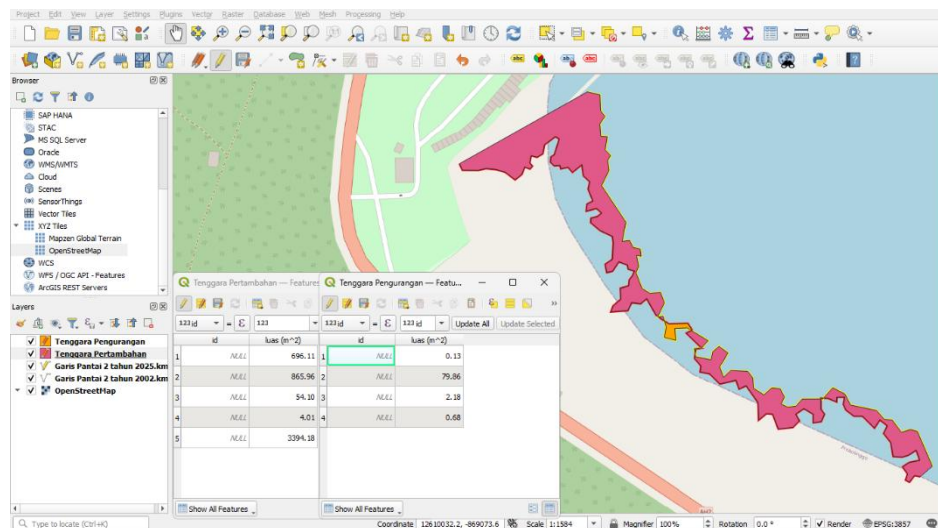 Project Edit View Layer Settings Plugins Vector Raster Database Web Mesh Processing Help
Browser
SAP HANA
STAC
MS SQL Server
Oracle
WMS/WMTS
Cloud
Scenes
SensorThings
Vector Tiles
XYZ Tiles
Mapzen Global Terrain
OpenStreetMap
WCS
WFS / OGC API - Features
ArcGIS REST Servers
Layers
Tenggara Pengurangan
Tenggara Pertambahan
Garis Pantai 2 tahun 2025.km
Garis Pantai 2 tahun 2002.km
OpenStreetMap
Tenggara Pertambahan — Features
123 id = ε 123
id luas (m^2)
1 NULL 696.11
2 NULL 865.96
3 NULL 54.10
4 NULL 4.01
5 NULL 3394.18
Show All Features
Tenggara Pengurangan — Featu...
123 id = ε 123 id Update All Update Selected
id luas (m^2)
1 NULL 0.13
2 NULL 79.86
3 NULL 2.18
4 NULL 0.68
Show All Features
Type to locate (Ctrl+K)
Coordinate 12610032.2, -869073.6 Scale 1:1584 Magnifier 100% Rotation 0.0 ° Render EPSG:3857